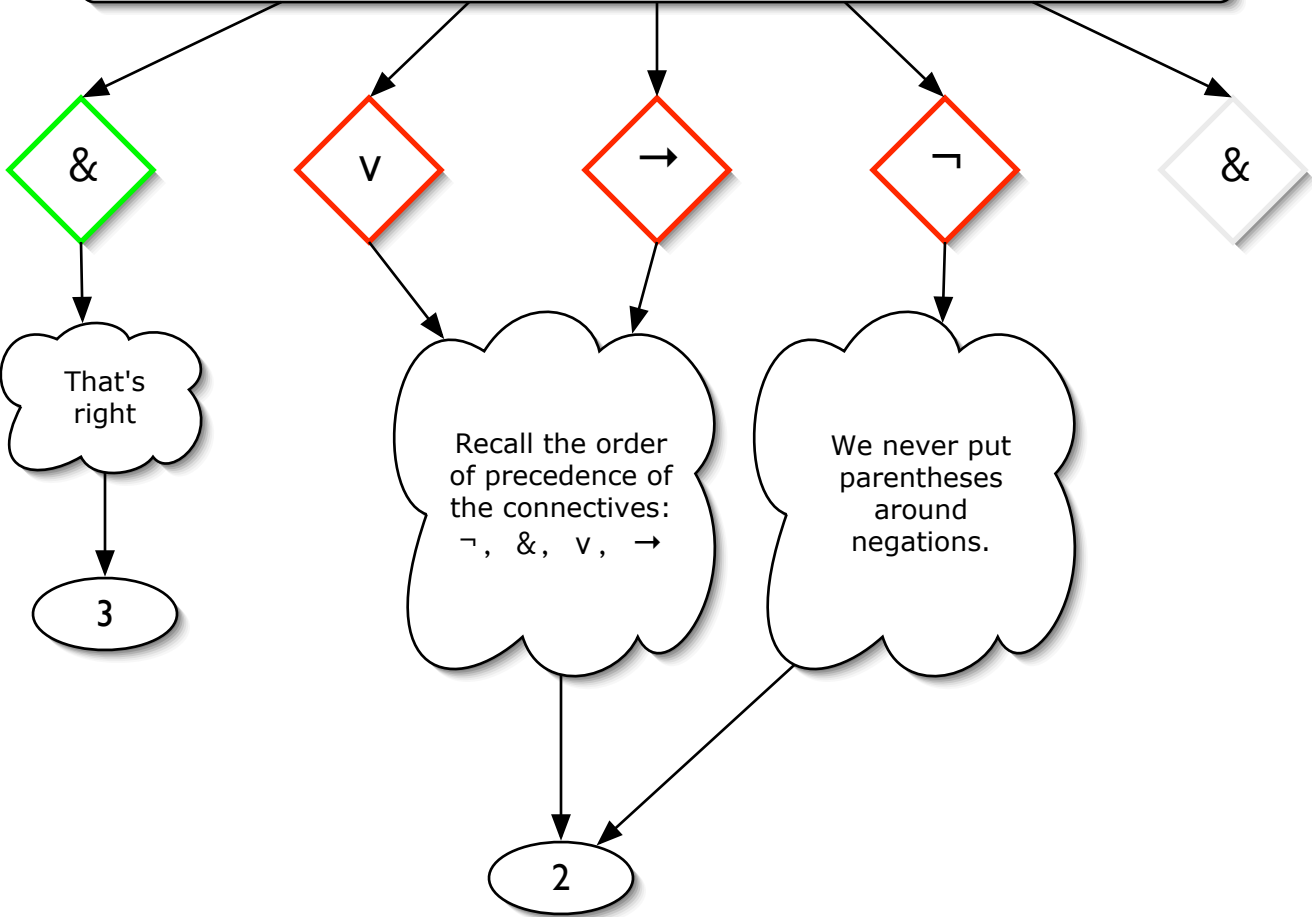 &
v
→
¬
&
That's
right
Recall the order
of precedence of
the connectives:
¬, &, v, →
We never put
parentheses
around
negations.
3
2